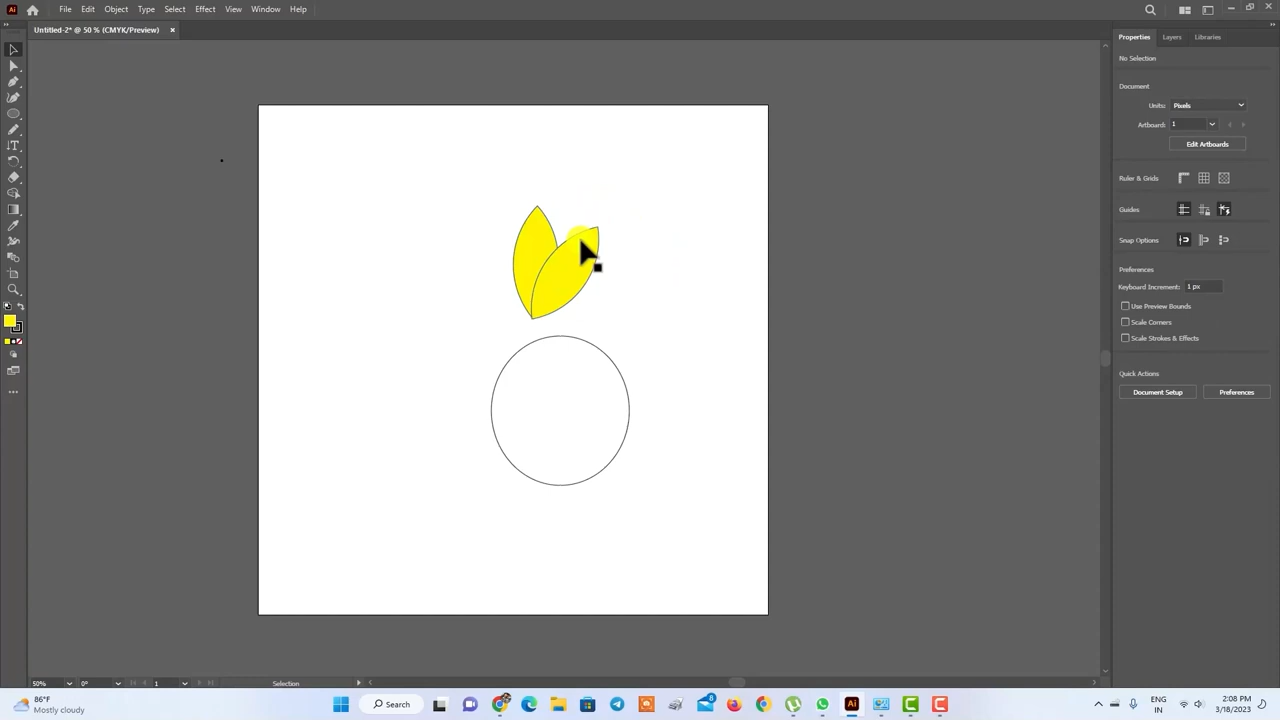 Ai File Edit Object Type Select Effect View Window Help
Untitled-2* @ 50 % (CMYK/Preview) ×
Properties Layers Libraries
No Selection
Document
Units: Pixels
Artboard: 1
Edit Artboards
Ruler & Grids
Guides
Snap Options
Preferences
Keyboard Increment: 1 px
Use Preview Bounds
Scale Corners
Scale Strokes & Effects
Quick Actions
Document Setup Preferences
50% 0° 1 Selection
86°F
Mostly cloudy
Search
8
Ai
ENG
IN
2:08 PM
3/18/2023